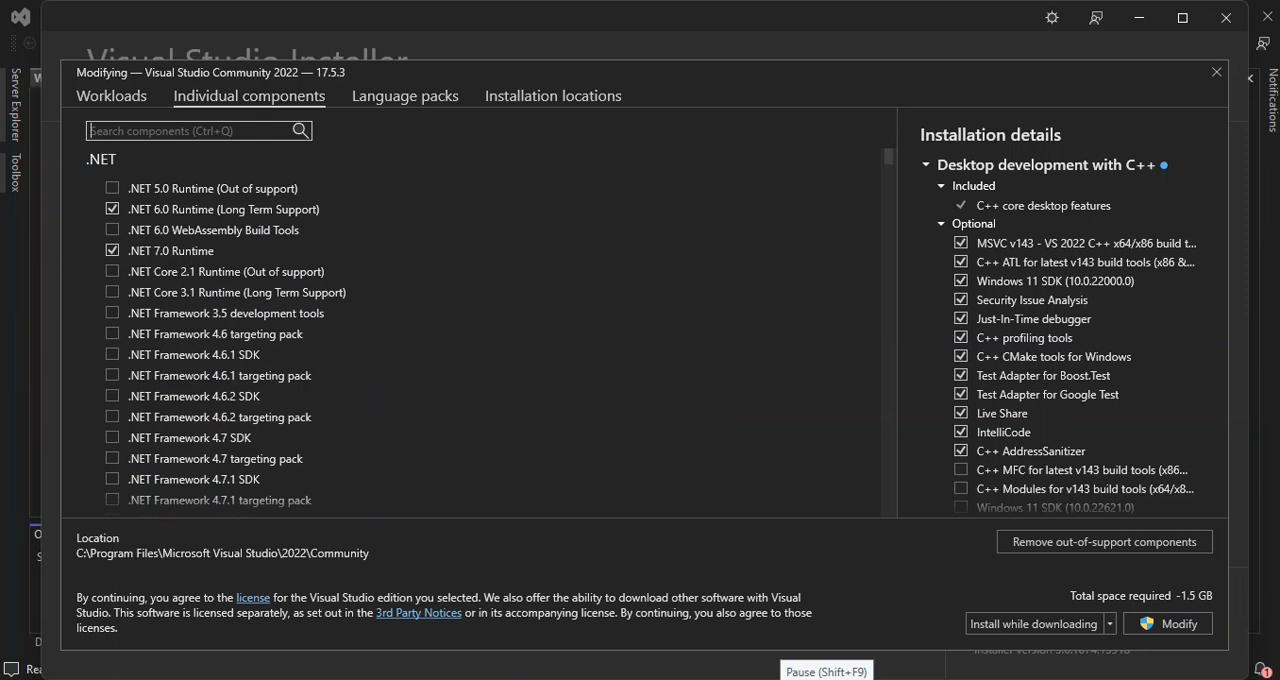 Visual Studio Installer
Modifying — Visual Studio Community 2022 — 17.5.3
Workloads
Individual components
Language packs
Installation locations
Search components (Ctrl+Q)
.NET
.NET 5.0 Runtime (Out of support)
.NET 6.0 Runtime (Long Term Support)
.NET 6.0 WebAssembly Build Tools
.NET 7.0 Runtime
.NET Core 2.1 Runtime (Out of support)
.NET Core 3.1 Runtime (Long Term Support)
.NET Framework 3.5 development tools
.NET Framework 4.6 targeting pack
.NET Framework 4.6.1 SDK
.NET Framework 4.6.1 targeting pack
.NET Framework 4.6.2 SDK
.NET Framework 4.6.2 targeting pack
.NET Framework 4.7 SDK
.NET Framework 4.7 targeting pack
.NET Framework 4.7.1 SDK
.NET Framework 4.7.1 targeting pack
Installation details
Desktop development with C++
Included
C++ core desktop features
Optional
MSVC v143 - VS 2022 C++ x64/x86 build t...
C++ ATL for latest v143 build tools (x86 &...
Windows 11 SDK (10.0.22000.0)
Security Issue Analysis
Just-In-Time debugger
C++ profiling tools
C++ CMake tools for Windows
Test Adapter for Boost.Test
Test Adapter for Google Test
Live Share
IntelliCode
C++ AddressSanitizer
C++ MFC for latest v143 build tools (x86...
C++ Modules for v143 build tools (x64/x8...
Windows 11 SDK (10.0.22621.0)
Location
C:\Program Files\Microsoft Visual Studio\2022\Community
Remove out-of-support components
By continuing, you agree to the license for the Visual Studio edition you selected. We also offer the ability to download other software with Visual
Studio. This software is licensed separately, as set out in the 3rd Party Notices or in its accompanying license. By continuing, you also agree to those
licenses.
Total space required -1.5 GB
Install while downloading
Modify
Pause (Shift+F9)
Server Explorer
Toolbox
Notifications
1